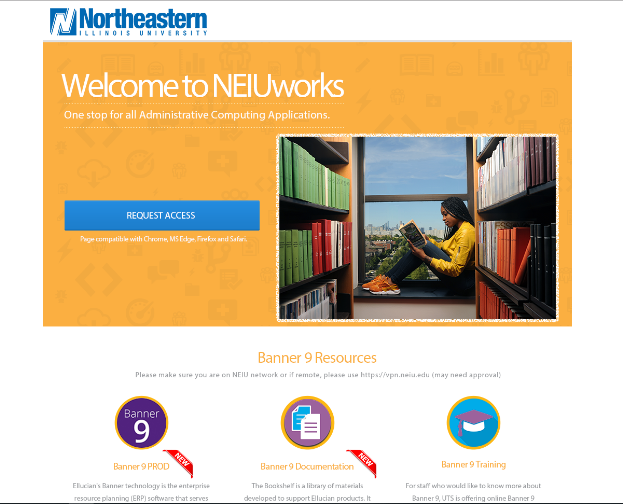 Northeastern
ILLINOIS UNIVERSITY
Welcome to NEIUworks
One stop for all Administrative Computing Applications.
REQUEST ACCESS
Page compatible with Chrome, MS Edge, Firefox and Safari.
Banner 9 Resources
Please make sure you are on NEIU network or if remote, please use https://vpn.neiu.edu (may need approval)
Banner
9
NEW
NEW
Banner 9 PROD
Banner 9 Documentation
Banner 9 Training
Ellucian's Banner technology is the enterprise
resource planning (ERP) software that serves
The Bookshelf is a library of materials
developed to support Ellucian products. It
For staff who would like to know more about
Banner 9, UTS is offering online Banner 9